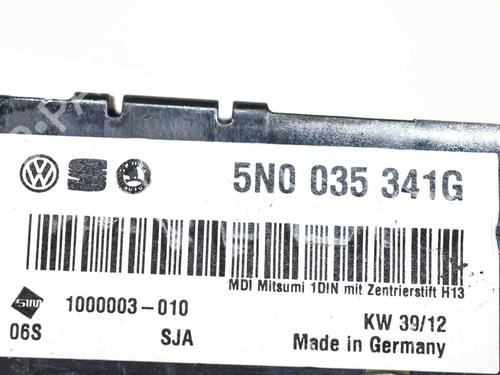 5N0 035 341G
MDI Mitsumi 1DIN mit Zentrierstift H13
1000003-010
06S SJA
KW 39/12
Made in Germany